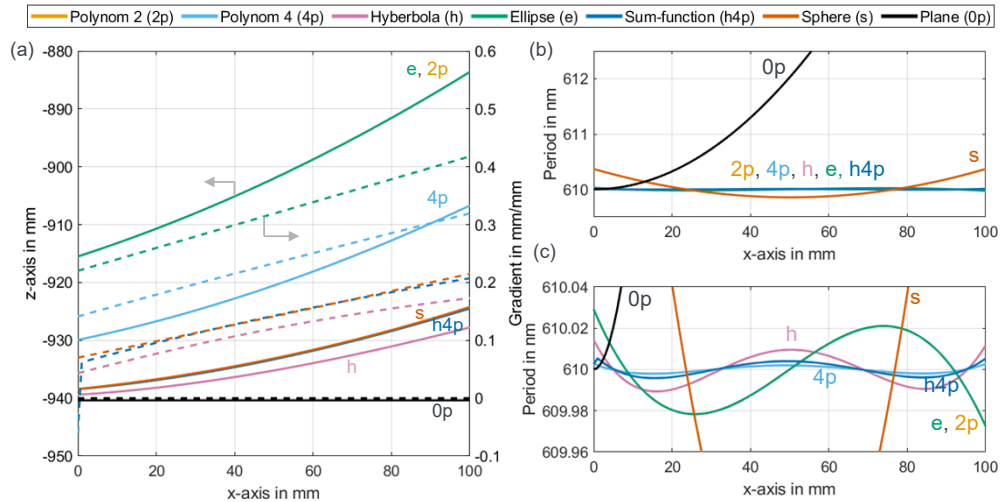 Polynom 2 (2p) Polynom 4 (4p) Hyberbola (h) Ellipse (e) Sum-function (h4p) Sphere (s) Plane (0p)
(a)
-880
-890
-900
-910
-920
-930
-940
-950
z-axis in mm
0.6
0.5
0.4
0.3
0.2
0.1
0
-0.1
Gradient in mm/mm
e, 2p
4p
s
h4p
h
0p
0 20 40 60 80 100
x-axis in mm
(b)
612
611
610
Period in nm
0p
s
2p, 4p, h, e, h4p
0 20 40 60 80 100
x-axis in mm
(c)
610.04
610.02
610
609.98
609.96
Period in nm
0p
s
h
4p
h4p
e, 2p
0 20 40 60 80 100
x-axis in mm